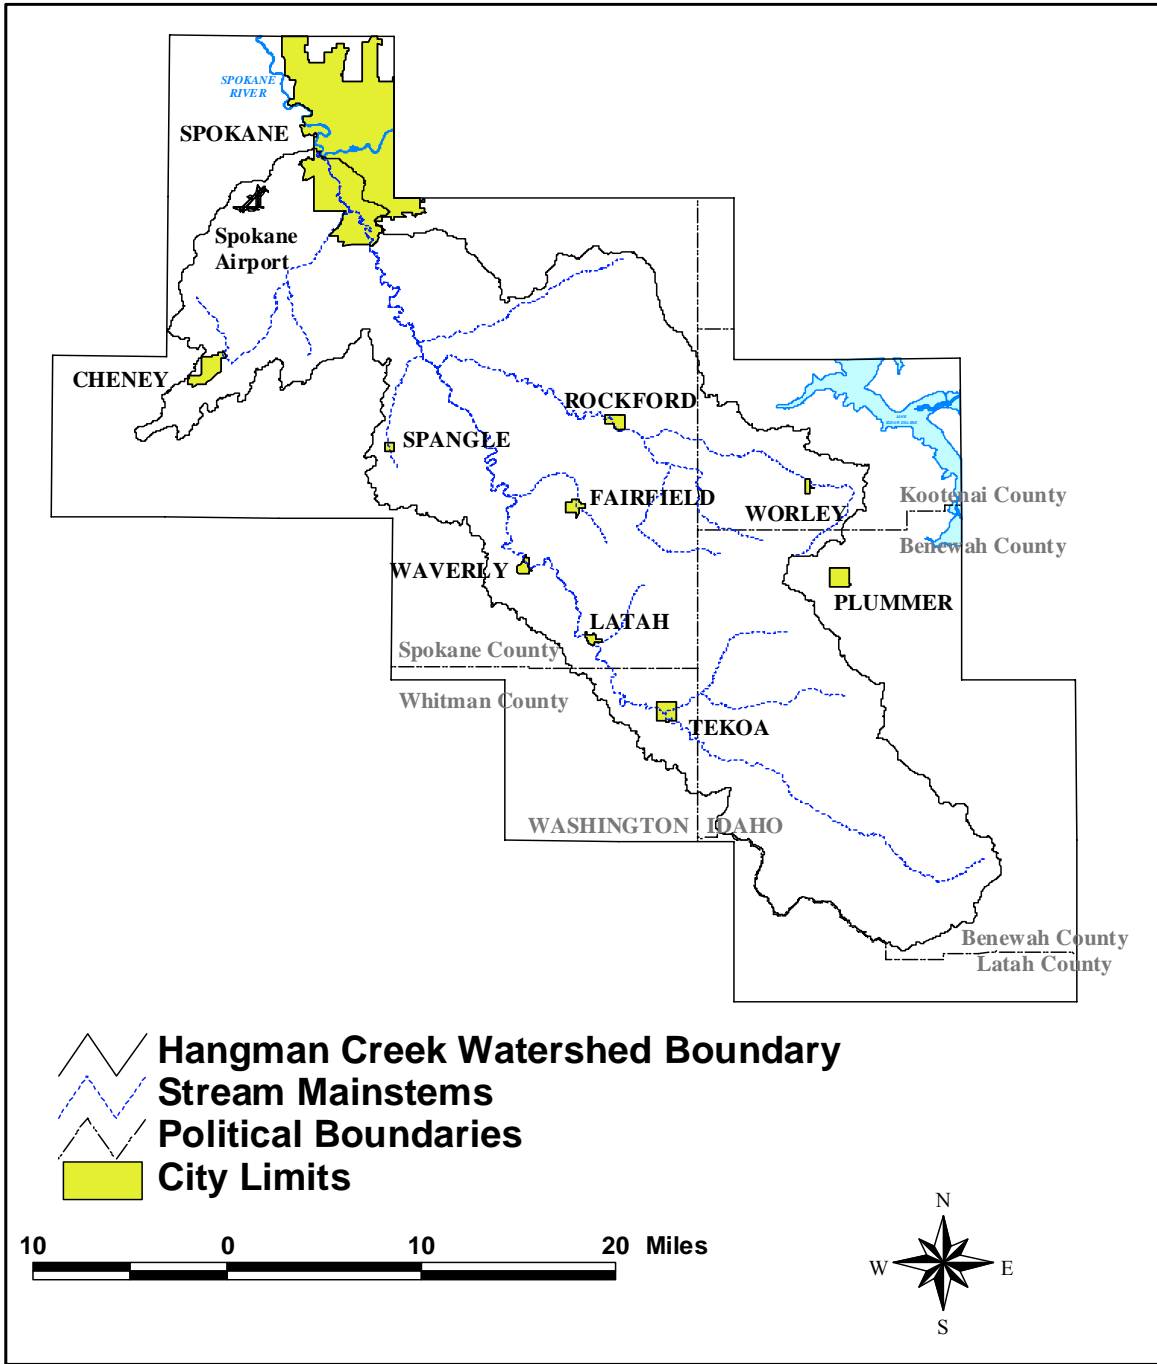 SPOKANE
RIVER
SPOKANE
Spokane
Airport
CHENEY
ROCKFORD
LAKE
SPANGLE
FAIRFIELD
WORLEY
Kootenai County
Benewah County
WAVERLY
PLUMMER
LATAH
Spokane County
Whitman County
TEKOA
WASHINGTON
IDAHO
Benewah County
Latah County
Hangman Creek Watershed Boundary
Stream Mainstems
Political Boundaries
City Limits
10 0 10 20 Miles
N
W E
S